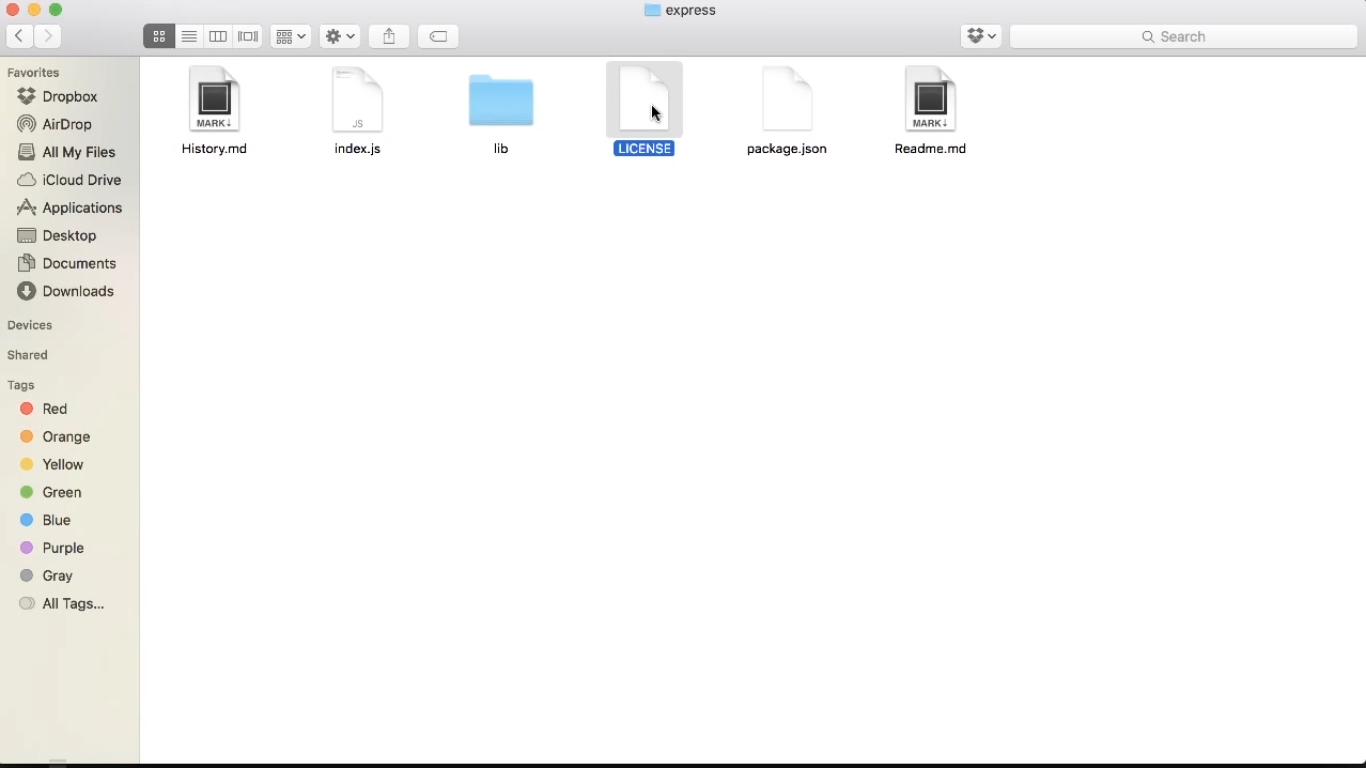 express
Search
Favorites
Dropbox
AirDrop
All My Files
iCloud Drive
Applications
Desktop
Documents
Downloads
Devices
Shared
Tags
Red
Orange
Yellow
Green
Blue
Purple
Gray
All Tags...
MARK↓
JS
MARK↓
History.md
index.js
lib
LICENSE
package.json
Readme.md